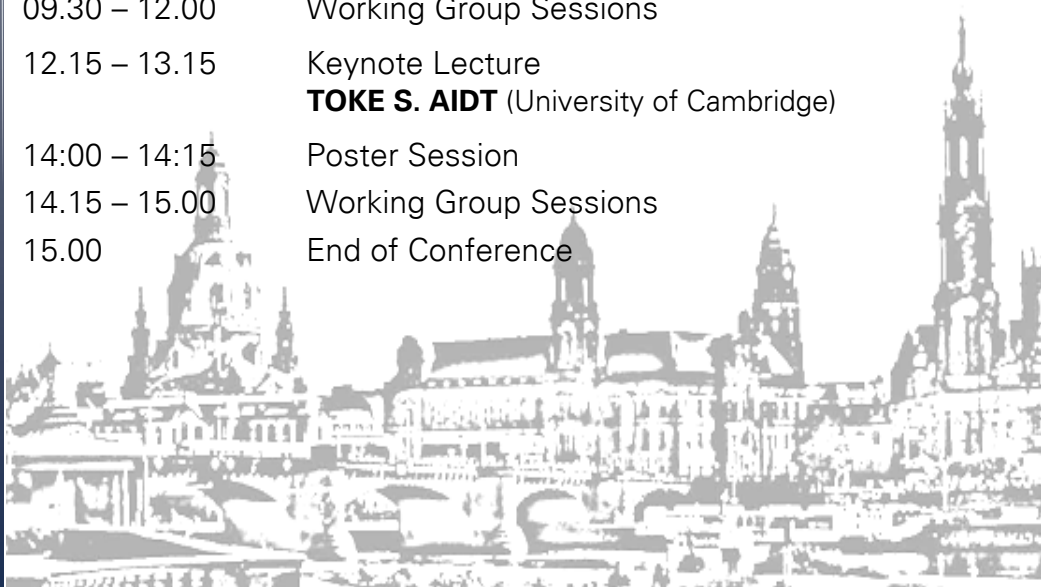 09.30 – 12.00 Working Group Sessions
12.15 – 13.15 Keynote Lecture
TOKE S. AIDT (University of Cambridge)
14:00 – 14:15 Poster Session
14.15 – 15.00 Working Group Sessions
15.00 End of Conference